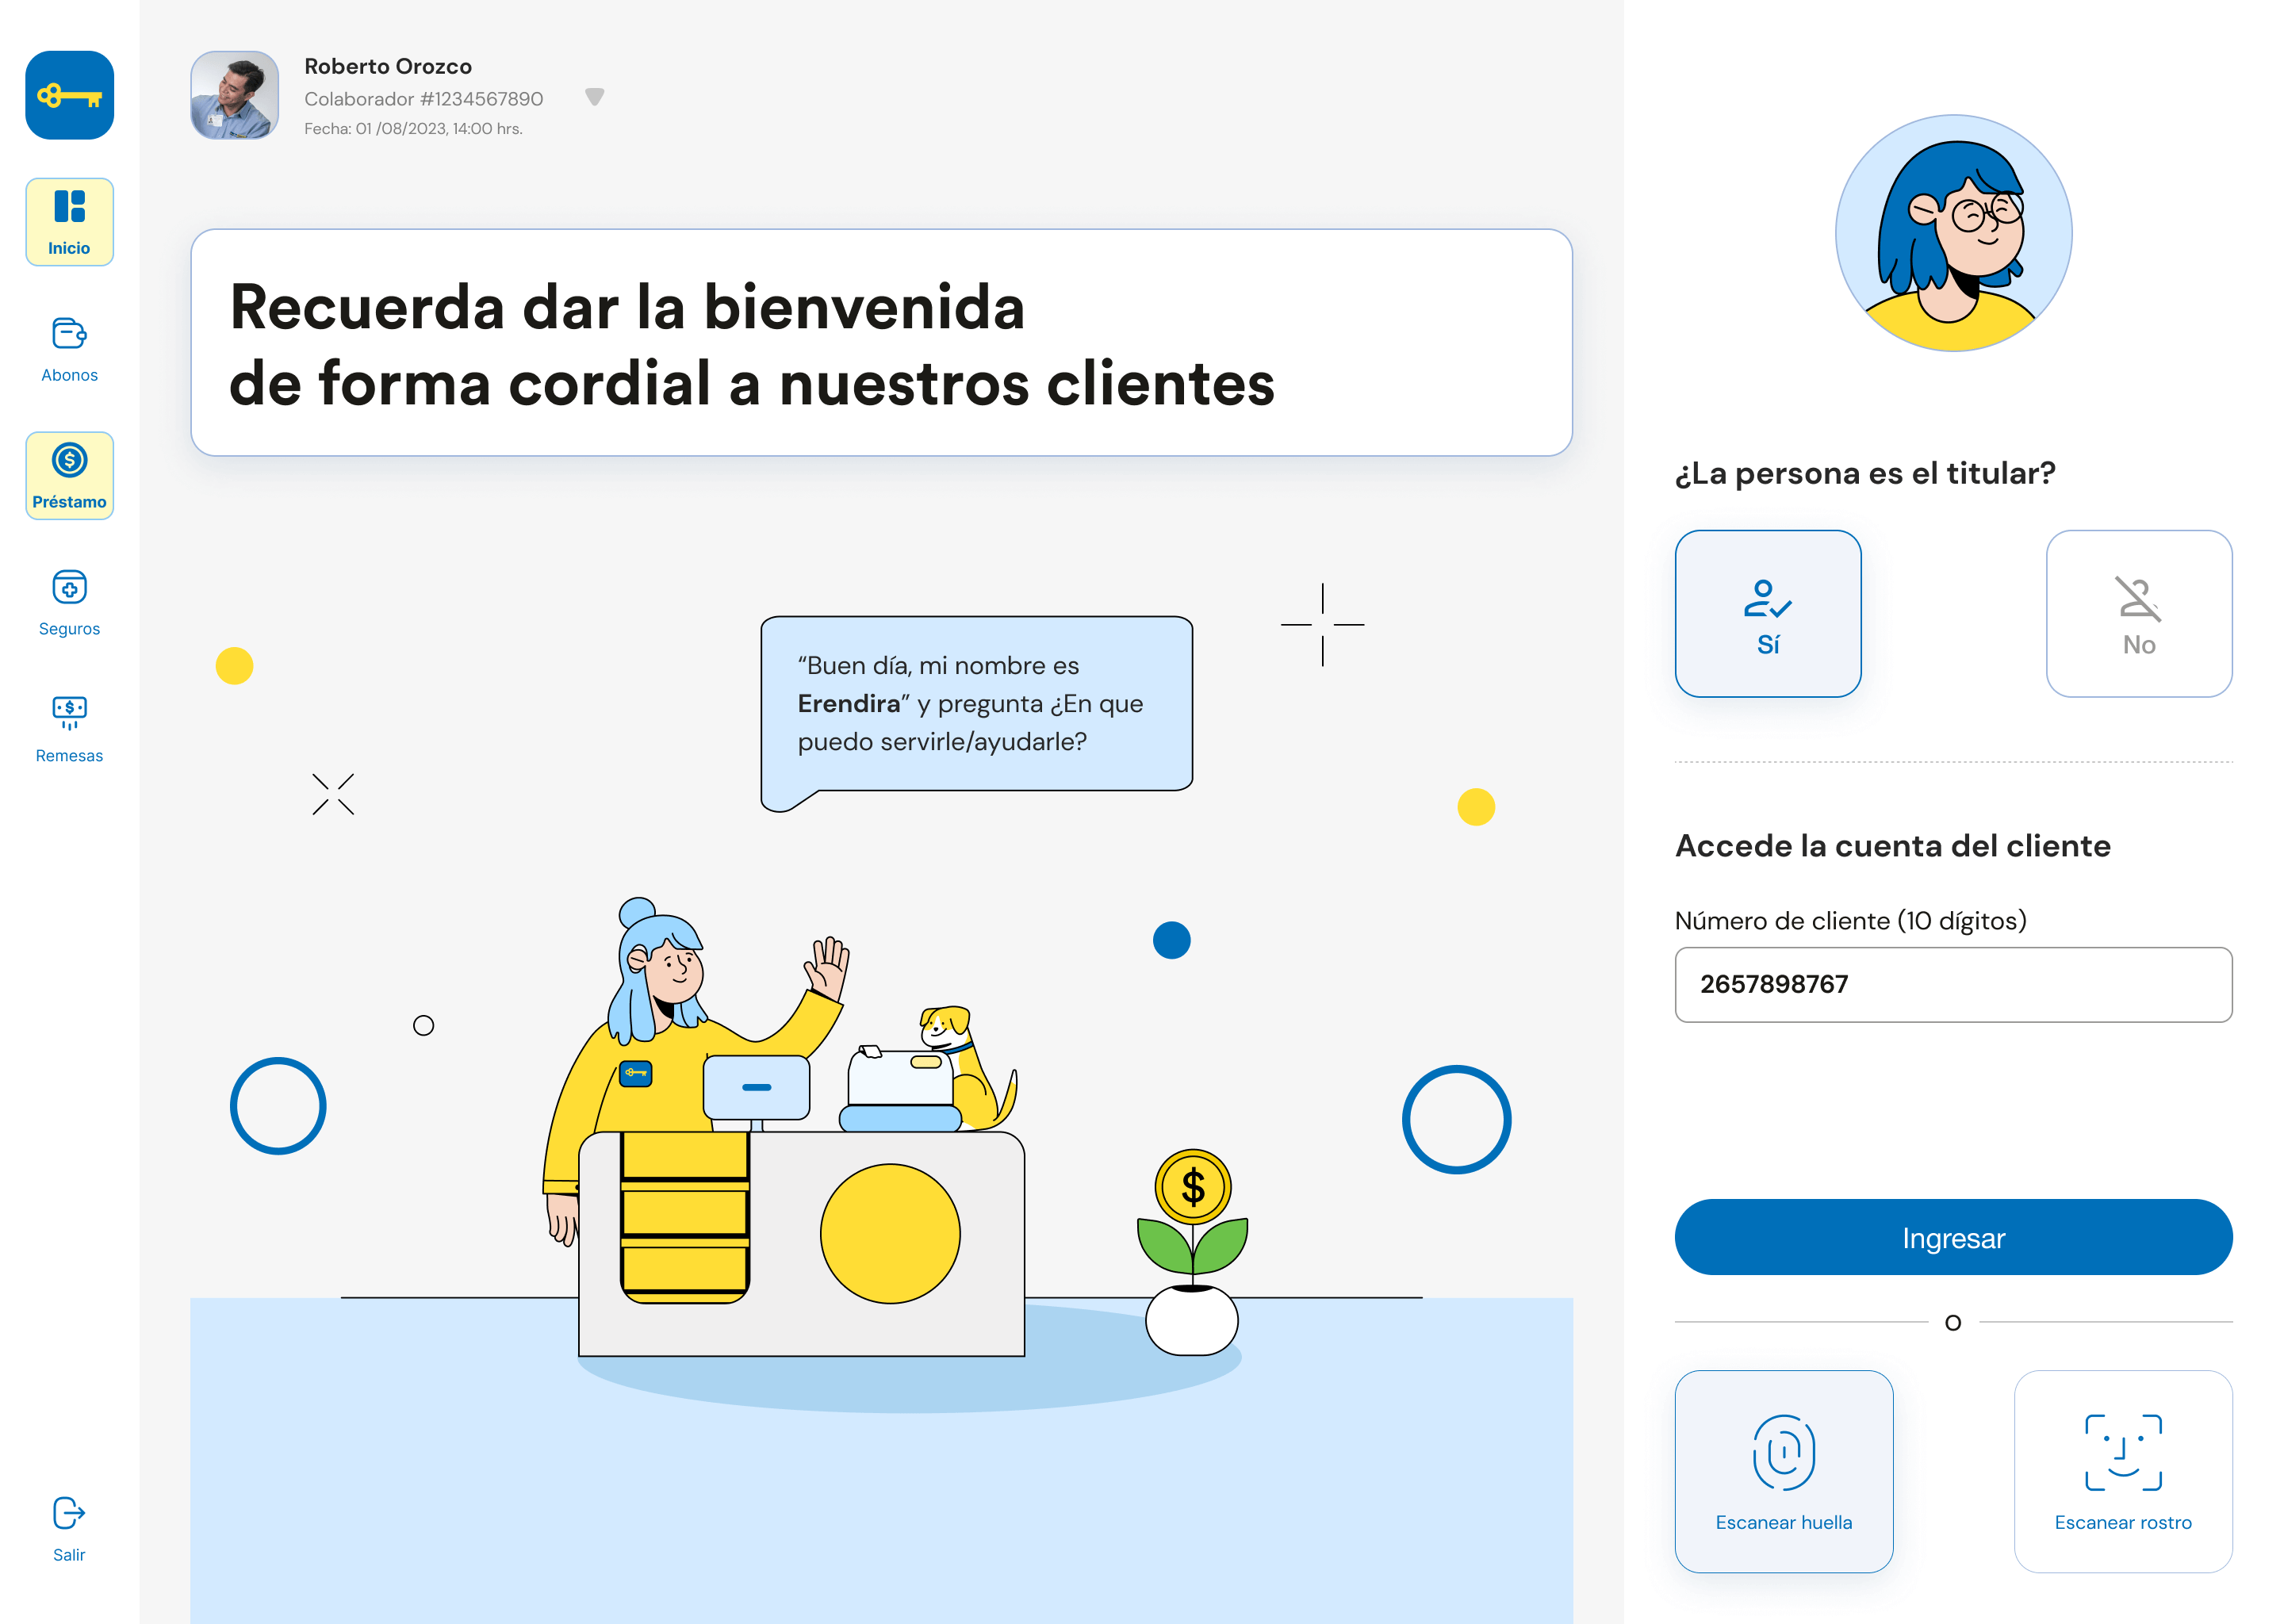 Roberto Orozco
Colaborador #1234567890
Fecha: 01 /08/2023, 14:00 hrs.
Inicio
Abonos
Préstamo
Seguros
Remesas
Salir
Recuerda dar la bienvenida
de forma cordial a nuestros clientes
“Buen día, mi nombre es
Erendira” y pregunta ¿En que
puedo servirle/ayudarle?
$
¿La persona es el titular?
Sí
No
Accede la cuenta del cliente
Número de cliente (10 dígitos)
2657898767
Ingresar
O
Escanear huella
Escanear rostro